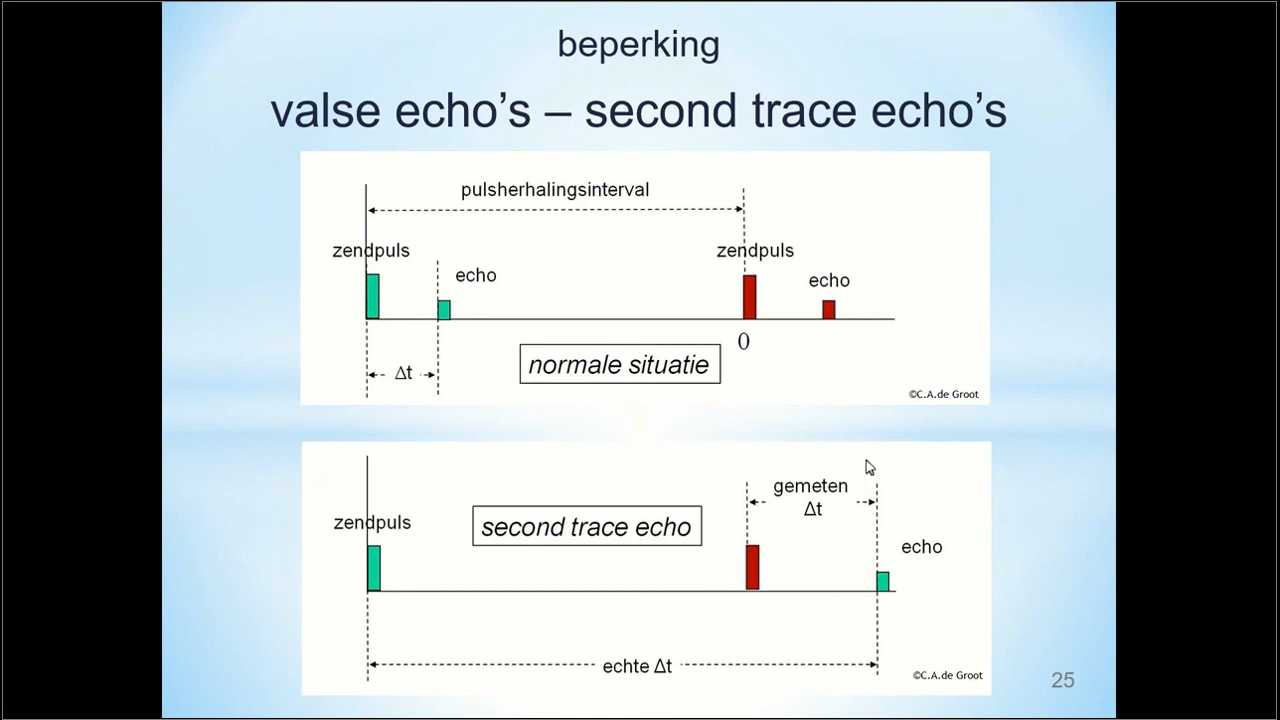 beperking
valse echo's – second trace echo's
pulsherhalingsinterval
zendpuls
echo
zendpuls
echo
0
Δt
normale situatie
©C.A.de Groot
gemeten
Δt
zendpuls
second trace echo
echo
echte Δt
©C.A.de Groot
25